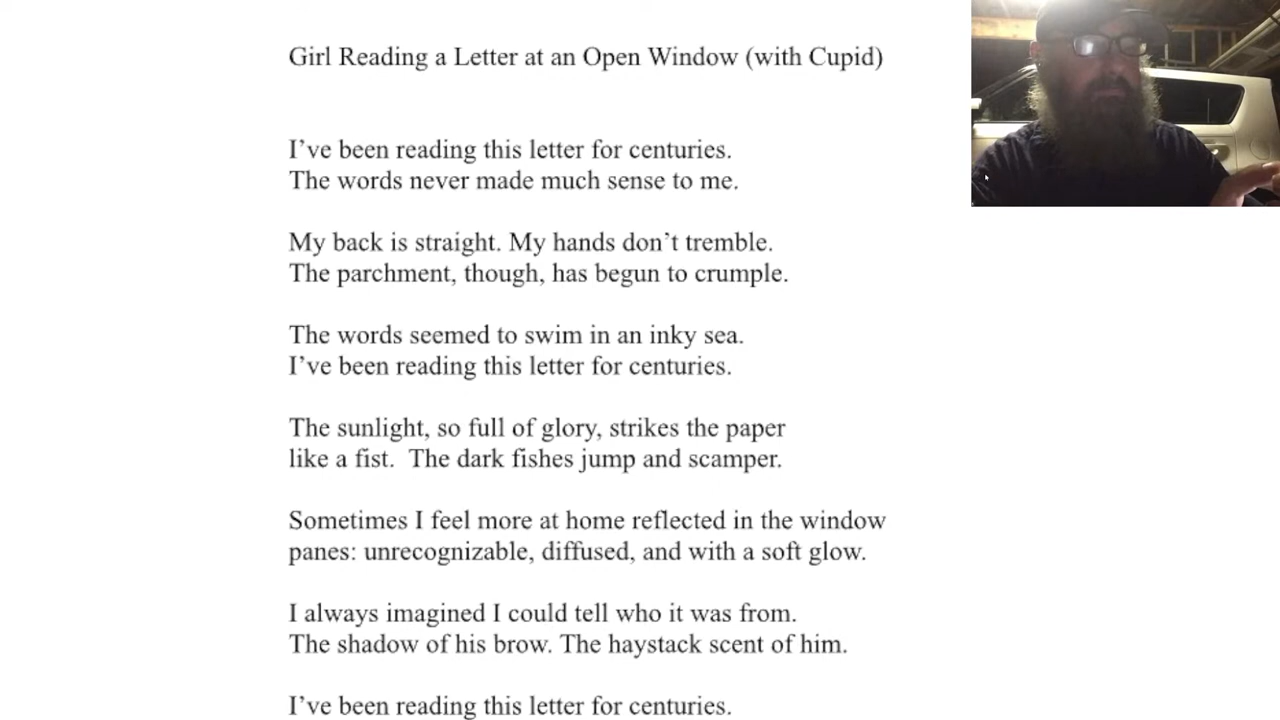 Girl Reading a Letter at an Open Window (with Cupid)
I’ve been reading this letter for centuries.
The words never made much sense to me.
My back is straight. My hands don’t tremble.
The parchment, though, has begun to crumple.
The words seemed to swim in an inky sea.
I’ve been reading this letter for centuries.
The sunlight, so full of glory, strikes the paper
like a fist.  The dark fishes jump and scamper.
Sometimes I feel more at home reflected in the window
panes: unrecognizable, diffused, and with a soft glow.
I always imagined I could tell who it was from.
The shadow of his brow. The haystack scent of him.
I’ve been reading this letter for centuries.